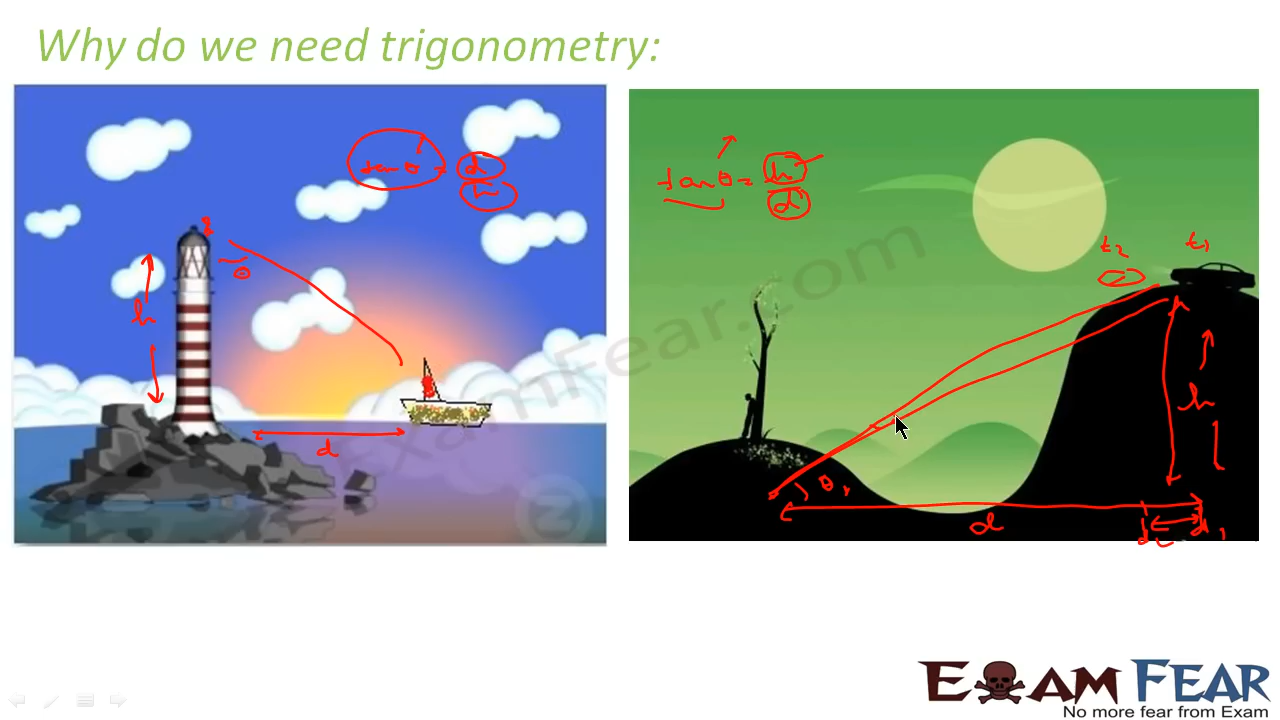 Why do we need trigonometry:
tan θ = d
h
θ
h
d
tan θ = h
d
t2 t1
h
θ1
d
d2 d1
ExamFear.com
EXAM FEAR
No more fear from Exam